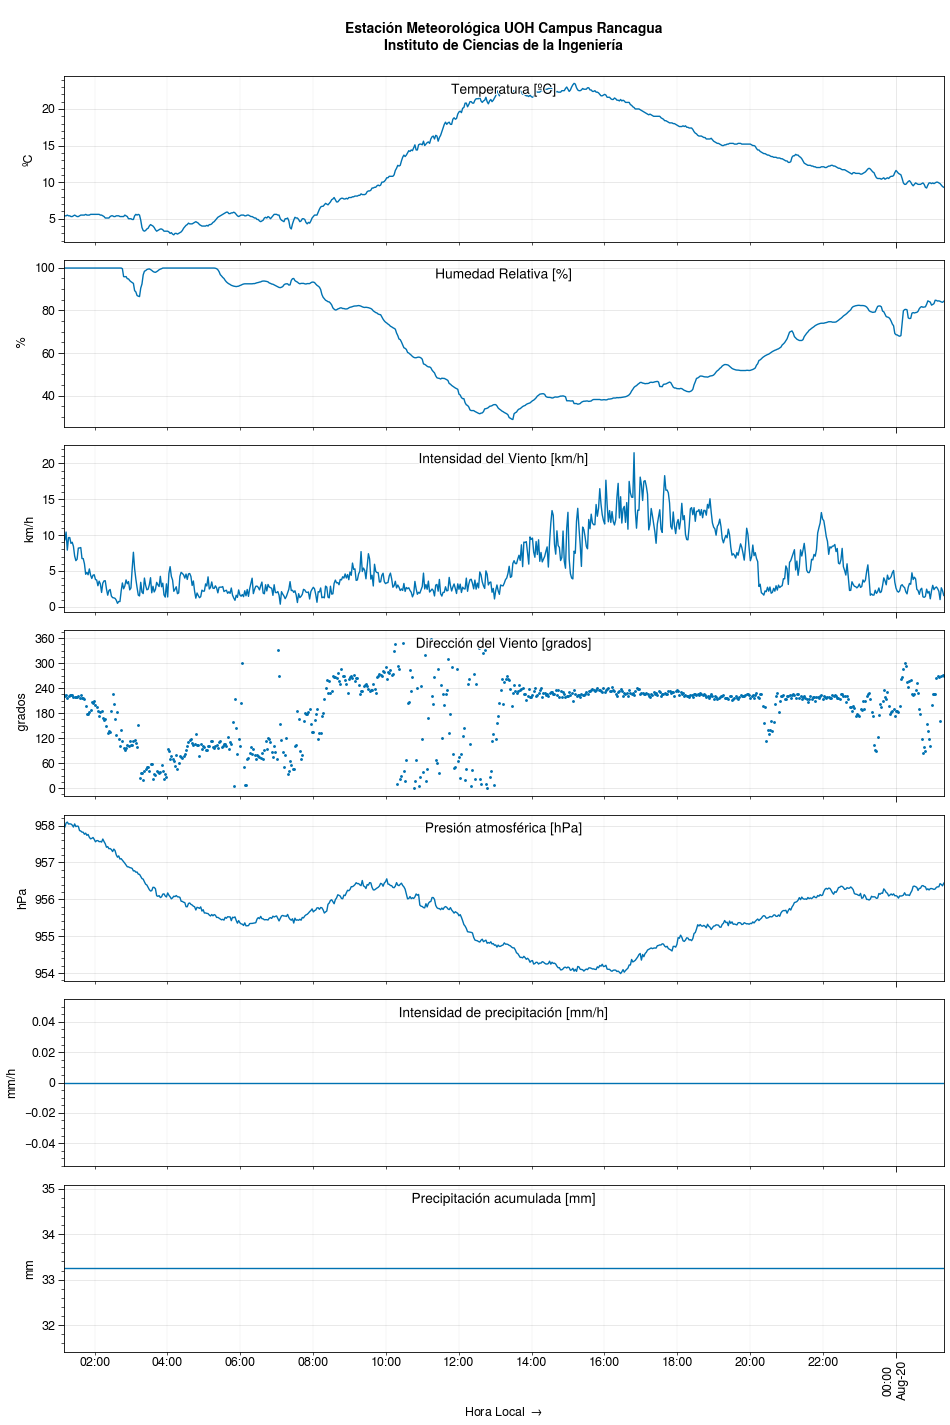 Estación Meteorológica UOH Campus Rancagua
Instituto de Ciencias de la Ingeniería
Temperatura [ºC]
ºC
20
15
10
5
Humedad Relativa [%]
%
100
80
60
40
Intensidad del Viento [km/h]
km/h
20
15
10
5
0
Dirección del Viento [grados]
grados
360
300
240
180
120
60
0
Presión atmosférica [hPa]
hPa
958
957
956
955
954
Intensidad de precipitación [mm/h]
mm/h
0.04
0.02
0
−0.02
−0.04
Precipitación acumulada [mm]
mm
35
34
33
32
02:00 04:00 06:00 08:00 10:00 12:00 14:00 16:00 18:00 20:00 22:00 00:00
Aug-20
Hora Local →